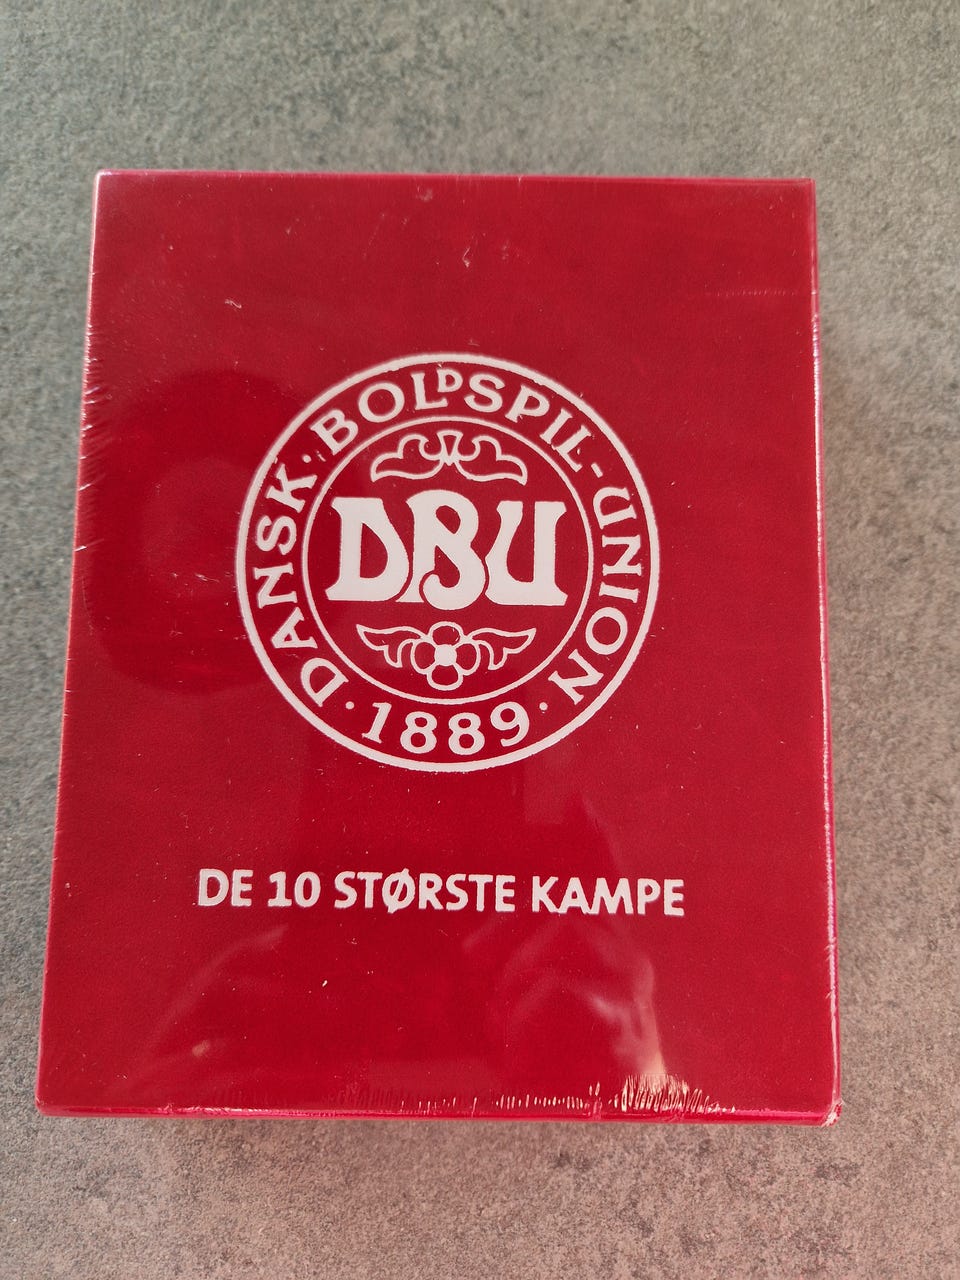 DANSK · BOLDSPIL-UNION
DBU
· 1889 ·
DE 10 STØRSTE KAMPE